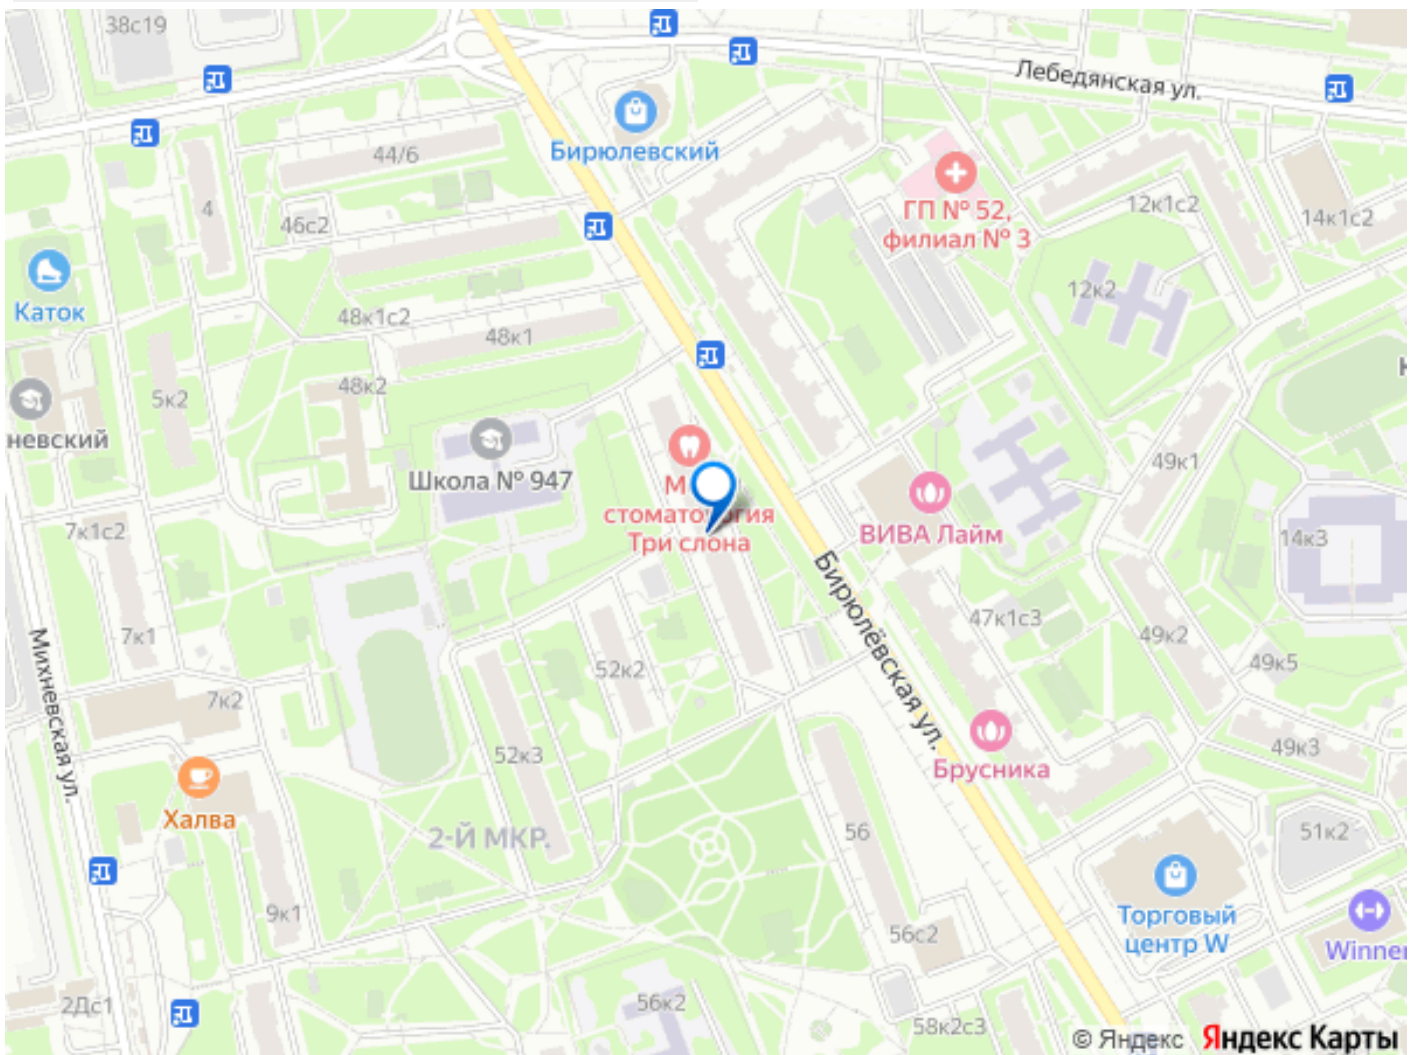 38с19
Лебедянская ул.
44/6
Бирюлевский
4
46с2
ГП № 52,
филиал № 3
12к1с2
14к1с2
12к2
Каток
48к1с2
48к1
48к2
5к2
невский
Школа № 947
М
стоматология
Три слона
ВИВА Лайм
49к1
7к1с2
14к3
Бирюлёвская ул.
47к1с3
49к2
7к1
52к2
49к5
Михневская ул.
7к2
52к3
49к3
Брусника
Халва
2-Й МКР.
56
51к2
9к1
56с2
Торговый
центр W
Winner
2Дс1
56к2
58к2с3
© Яндекс Яндекс Карты